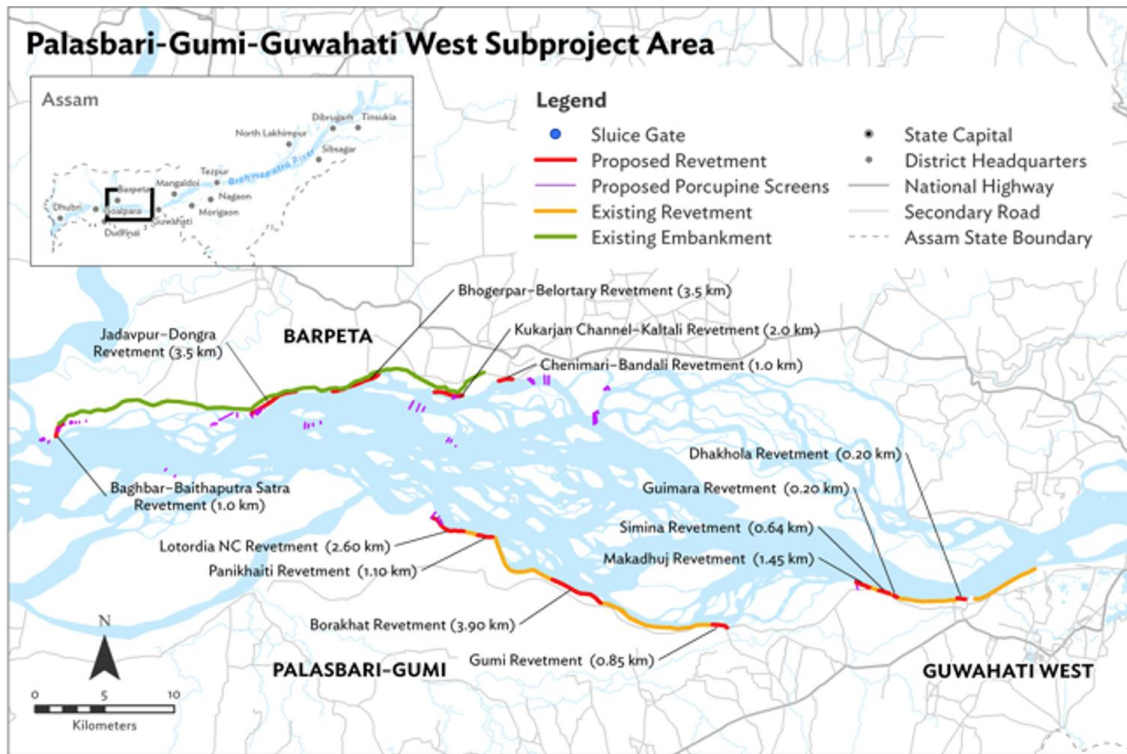 Palasbari-Gumi-Guwahati West Subproject Area
Assam
Dibrugarh
Tinsukia
North Lakhimpur
Sibsagar
Brahmaputra River
Tezpur
Mangaldoi
Barpeta
Nagaon
Dhubri
Goalpara
Morigaon
Guwahati
Dudhnai
Legend
Sluice Gate
Proposed Revetment
Proposed Porcupine Screens
Existing Revetment
Existing Embankment
State Capital
District Headquarters
National Highway
Secondary Road
Assam State Boundary
Bhogerpar–Belortary Revetment (3.5 km)
Jadavpur–Dongra
Revetment (3.5 km)
BARPETA
Kukarjan Channel–Kaltali Revetment (2.0 km)
Chenimari–Bandali Revetment (1.0 km)
Dhakhola Revetment (0.20 km)
Baghbar–Baithaputra Satra
Revetment (1.0 km)
Guimara Revetment (0.20 km)
Simina Revetment (0.64 km)
Lotordia NC Revetment (2.60 km)
Makadhuj Revetment (1.45 km)
Panikhaiti Revetment (1.10 km)
Borakhat Revetment (3.90 km)
Gumi Revetment (0.85 km)
PALASBARI-GUMI
GUWAHATI WEST
N
0 5 10
Kilometers